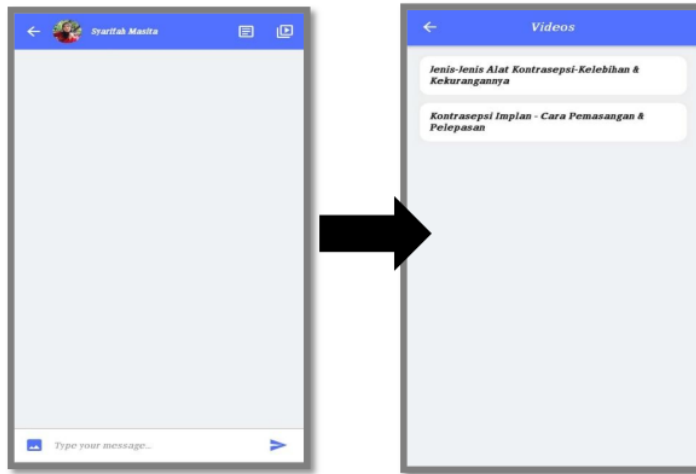 Syarifah Masita
Type your message...
Videos
Jenis-Jenis Alat Kontrasepsi-Kelebihan &
Kekurangannya
Kontrasepsi Implan - Cara Pemasangan &
Pelepasan